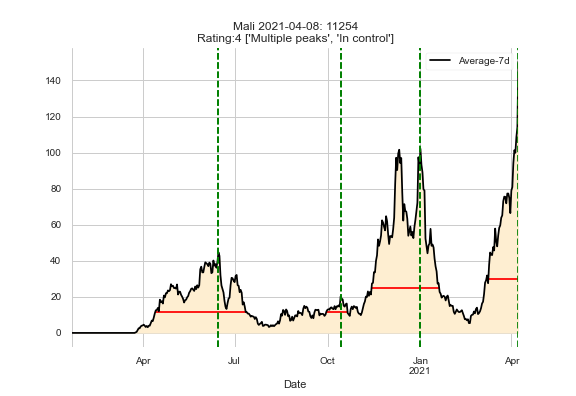 Mali 2021-04-08: 11254
Rating:4 ['Multiple peaks', 'In control']
Average-7d
140
120
100
80
60
40
20
0
Apr
Jul
Oct
Jan
2021
Apr
Date